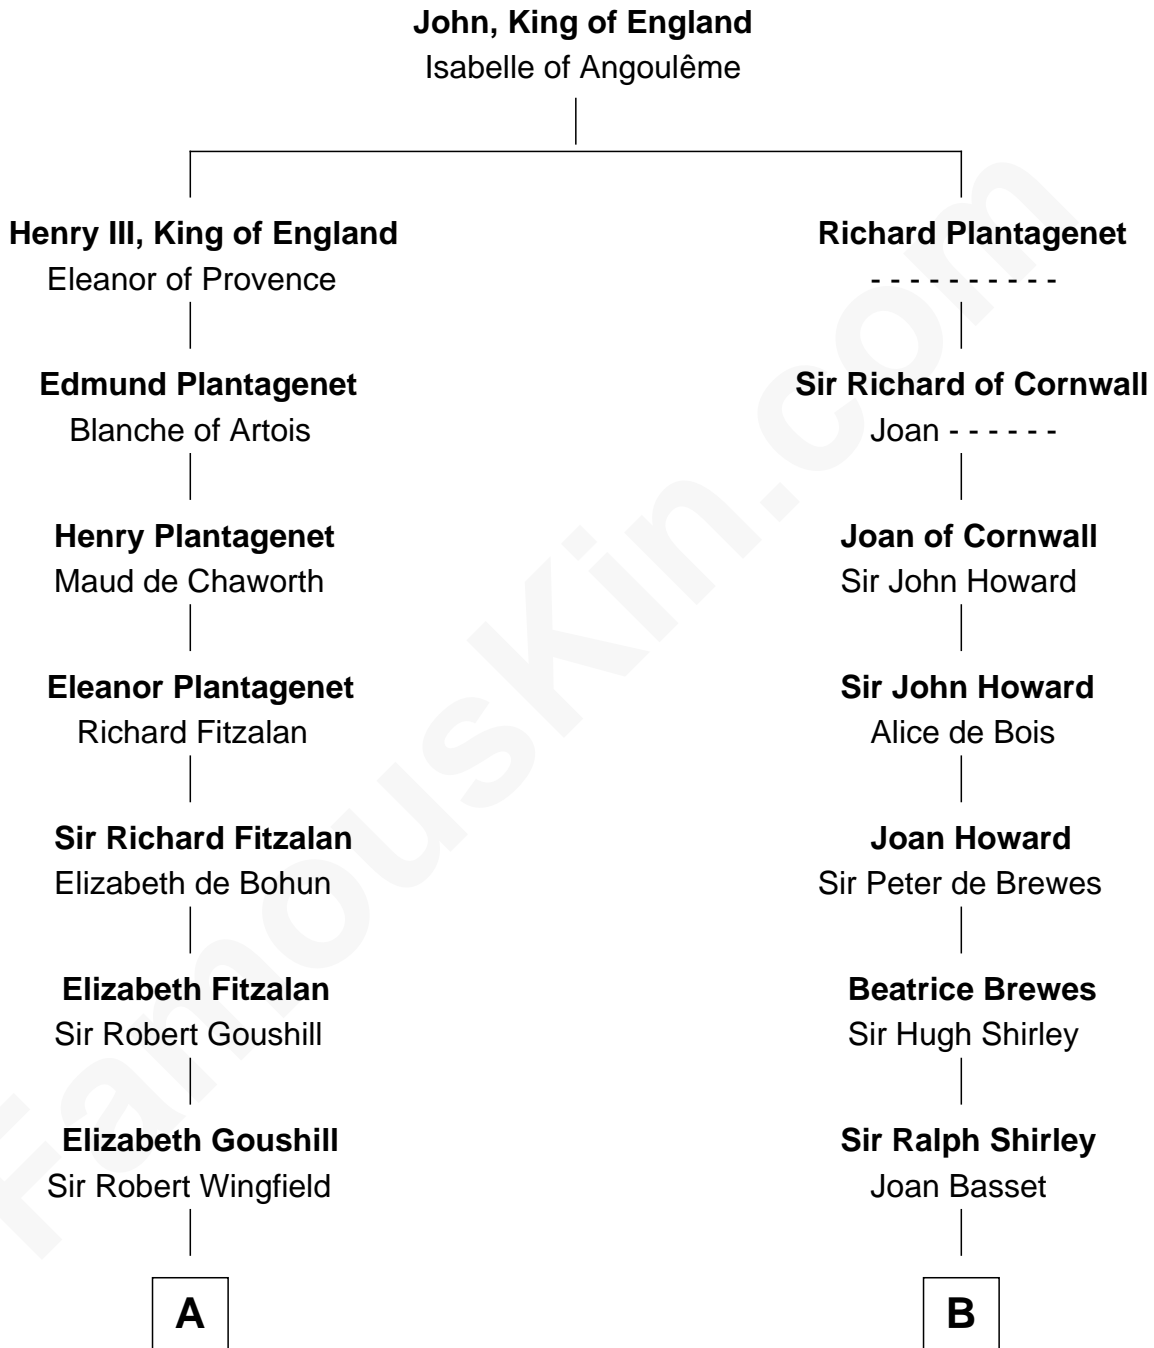 John, King of England
Isabelle of Angoulême
Henry III, King of England
Eleanor of Provence
Richard Plantagenet
- - - - - - - - - -
Edmund Plantagenet
Blanche of Artois
Sir Richard of Cornwall
Joan - - - - - -
Henry Plantagenet
Maud de Chaworth
Joan of Cornwall
Sir John Howard
Eleanor Plantagenet
Richard Fitzalan
Sir John Howard
Alice de Bois
Sir Richard Fitzalan
Elizabeth de Bohun
Joan Howard
Sir Peter de Brewes
Elizabeth Fitzalan
Sir Robert Goushill
Beatrice Brewes
Sir Hugh Shirley
Elizabeth Goushill
Sir Robert Wingfield
Sir Ralph Shirley
Joan Basset
A
B
FamousKin.com